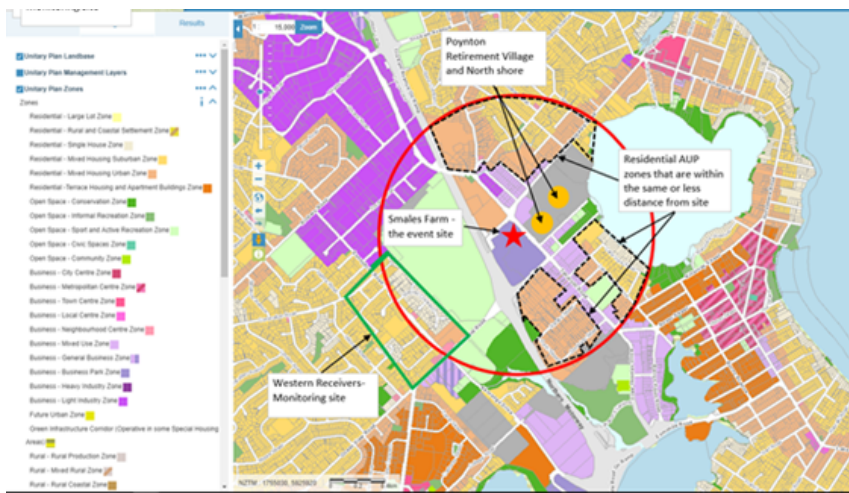 Monitoring site
Results
1:
15,000
Zoom
Unitary Plan Landbase
Unitary Plan Management Layers
Unitary Plan Zones
Zones
Residential - Large Lot Zone
Residential - Rural and Coastal Settlement Zone
Residential - Single House Zone
Residential - Mixed Housing Suburban Zone
Residential - Mixed Housing Urban Zone
Residential -Terrace Housing and Apartment Buildings Zone
Open Space - Conservation Zone
Open Space - Informal Recreation Zone
Open Space - Sport and Active Recreation Zone
Open Space - Civic Spaces Zone
Open Space - Community Zone
Business - City Centre Zone
Business - Metropolitan Centre Zone
Business - Town Centre Zone
Business - Local Centre Zone
Business - Neighbourhood Centre Zone
Business - Mixed Use Zone
Business - General Business Zone
Business - Business Park Zone
Business - Heavy Industry Zone
Business - Light Industry Zone
Future Urban Zone
Green Infrastructure Corridor (Operative in some Special Housing
Areas)
Rural - Rural Production Zone
Rural - Mixed Rural Zone
Rural - Rural Coastal Zone
Poynton
Retirement Village
and North shore
Residential AUP
zones that are within
the same or less
distance from site
Smales Farm -
the event site
Western Receivers-
Monitoring site
Northern Motorway